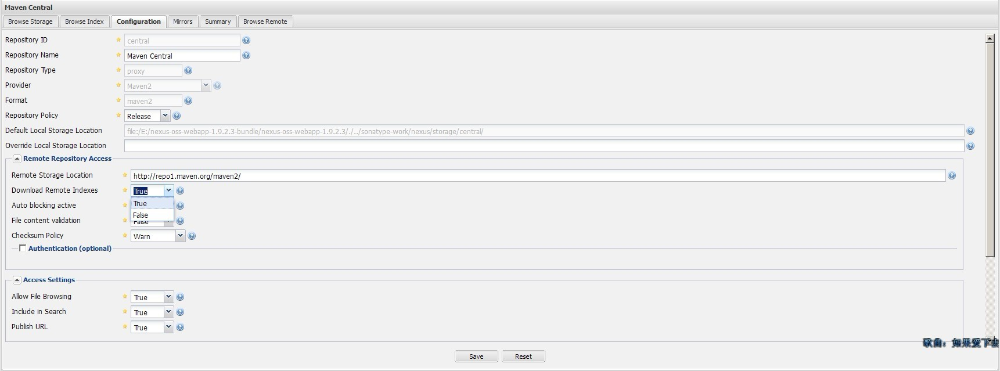 Maven Central
Browse Storage Browse Index Configuration Mirrors Summary Browse Remote
Repository ID central
Repository Name Maven Central
Repository Type proxy
Provider Maven2
Format maven2
Repository Policy Release
Default Local Storage Location file:/E:/nexus-oss-webapp-1.9.2.3-bundle/nexus-oss-webapp-1.9.2.3/./../sonatype-work/nexus/storage/central/
Override Local Storage Location
Remote Repository Access
Remote Storage Location http://repo1.maven.org/maven2/
Download Remote Indexes True
True
Auto blocking active
False
File content validation False
Checksum Policy Warn
Authentication (optional)
Access Settings
Allow File Browsing True
Include in Search True
Publish URL True
歌曲：如果爱下去
Save Reset